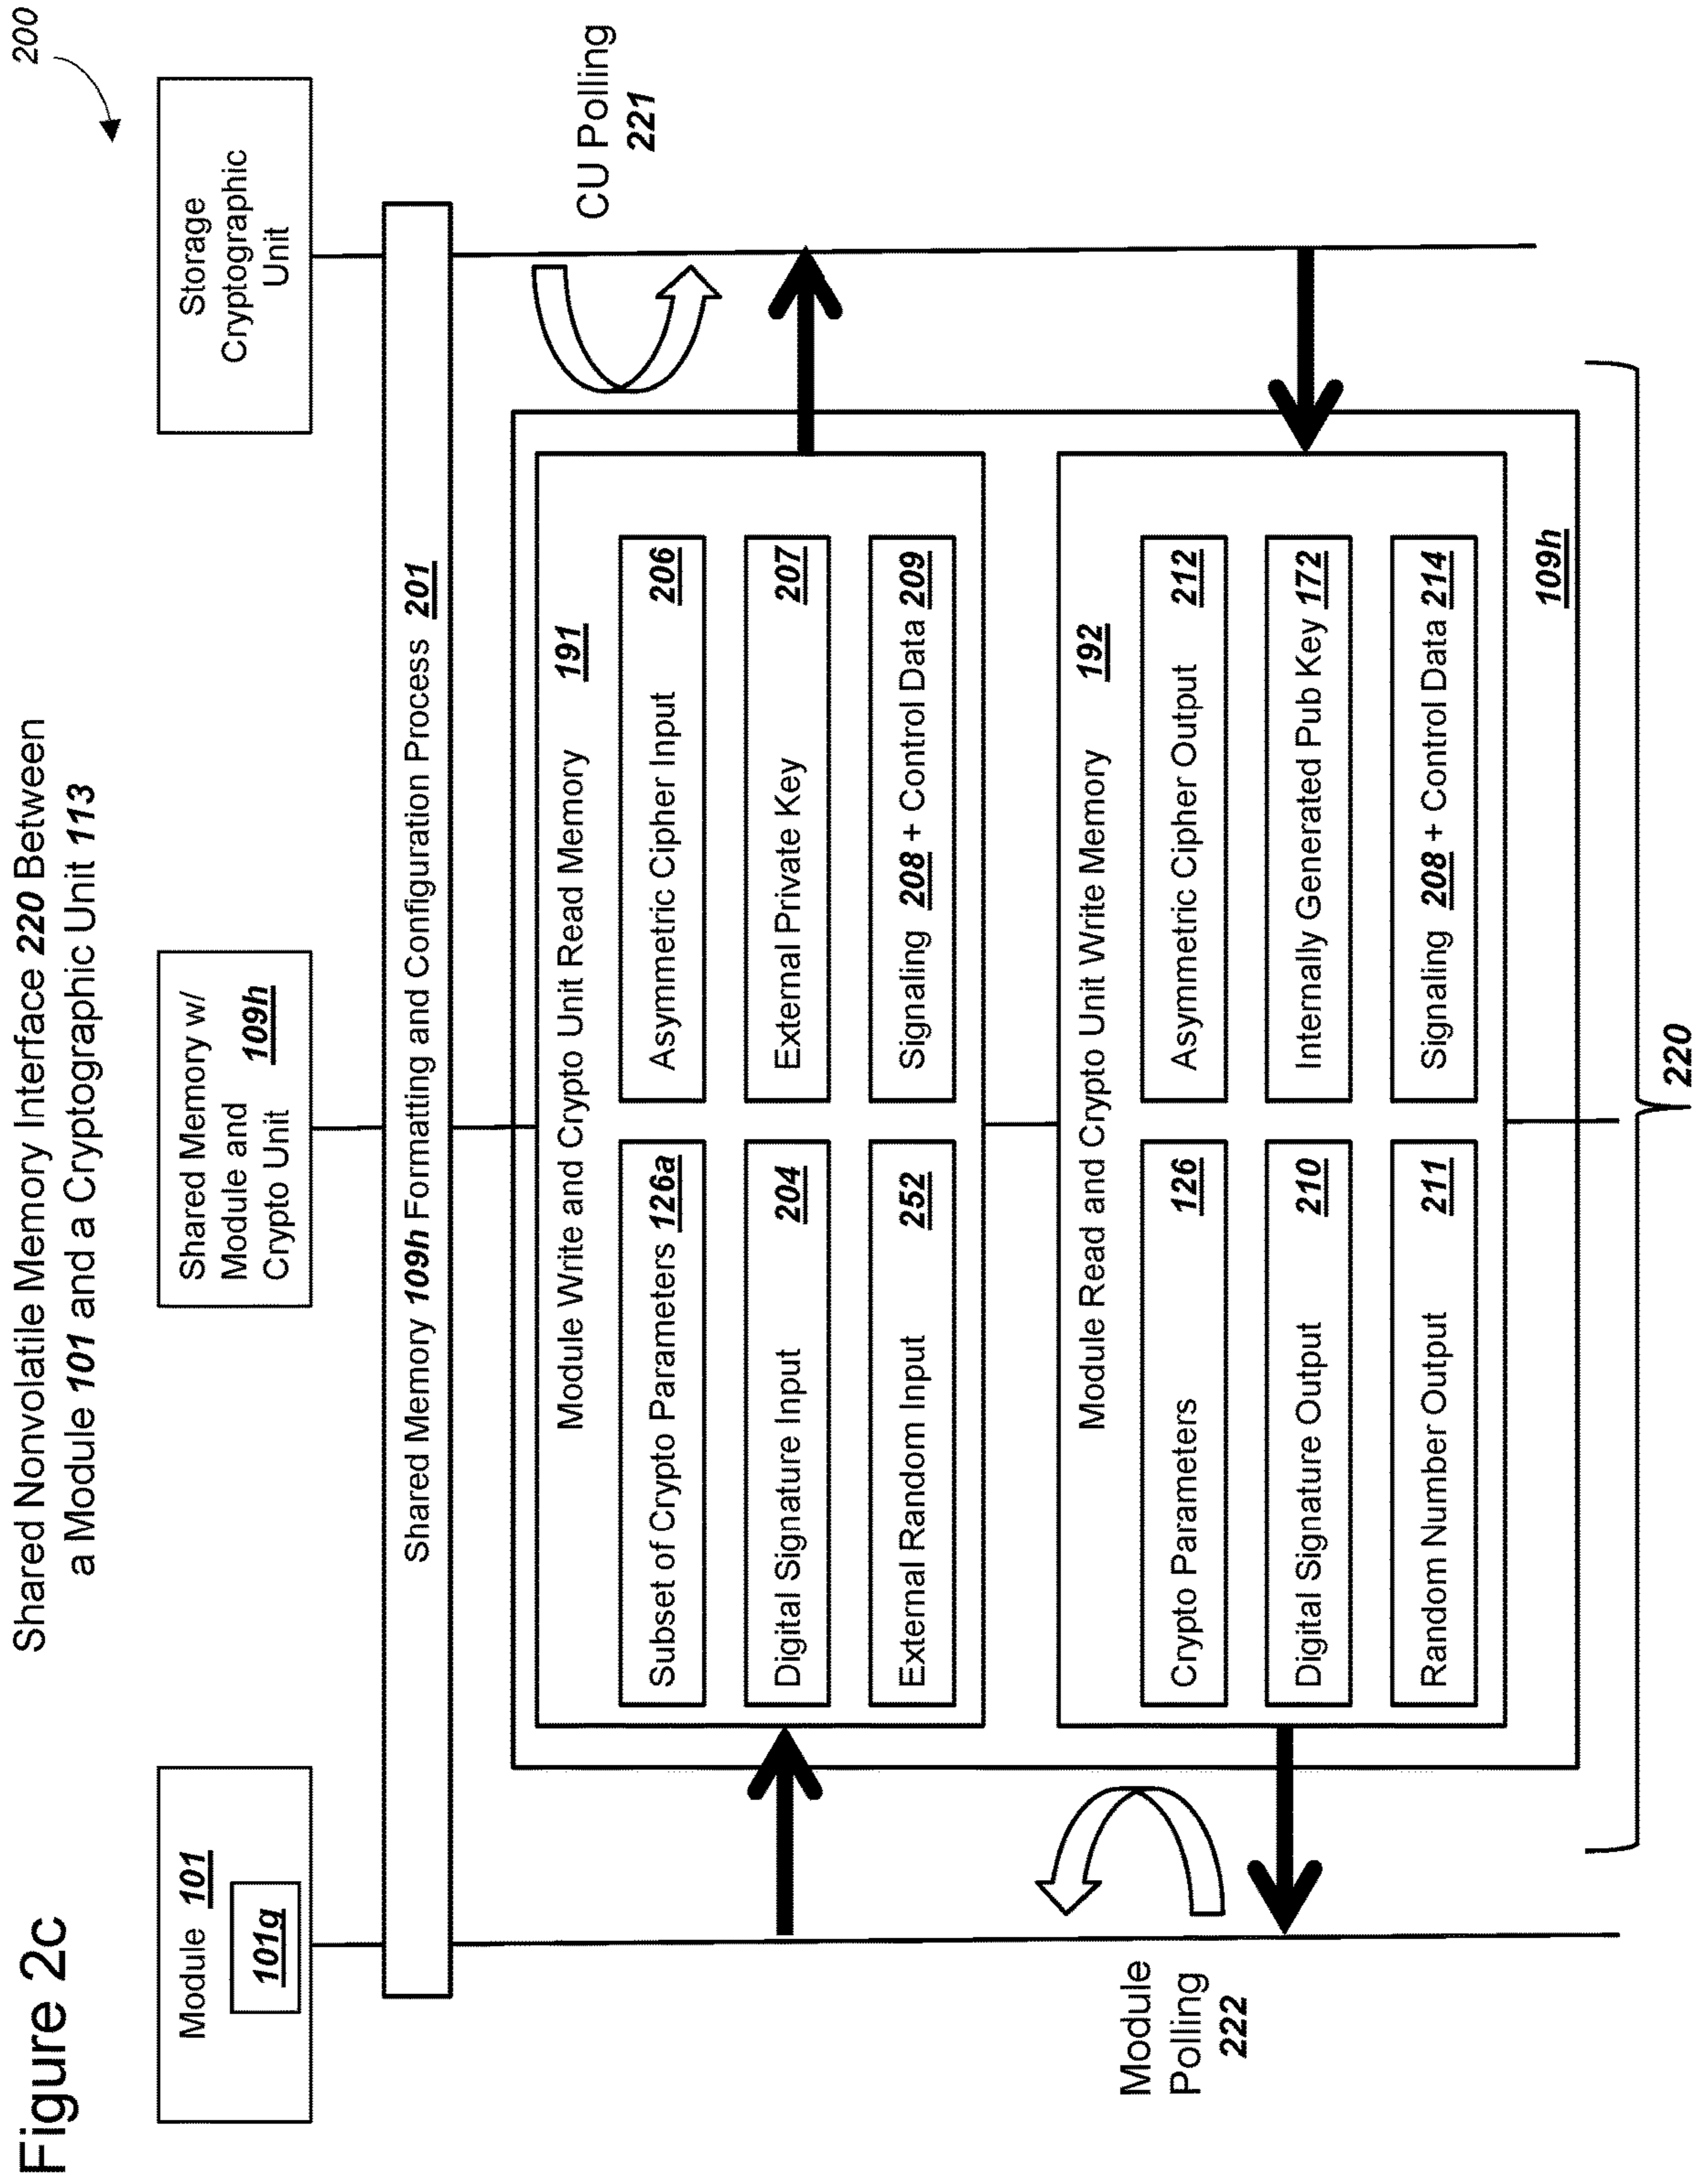 Figure 2c
Shared Nonvolatile Memory Interface 220 Between
a Module 101 and a Cryptographic Unit 113
200
Module 101
101g
Shared Memory w/
Module and
Crypto Unit 109h
Storage
Cryptographic
Unit
Shared Memory 109h Formatting and Configuration Process 201
CU Polling
221
Module Write and Crypto Unit Read Memory 191
Subset of Crypto Parameters 126a
Asymmetric Cipher Input 206
Digital Signature Input 204
External Private Key 207
External Random Input 252
Signaling 208 + Control Data 209
Module
Polling
222
Module Read and Crypto Unit Write Memory 192
Crypto Parameters 126
Asymmetric Cipher Output 212
Digital Signature Output 210
Internally Generated Pub Key 172
Random Number Output 211
Signaling 208 + Control Data 214
109h
220